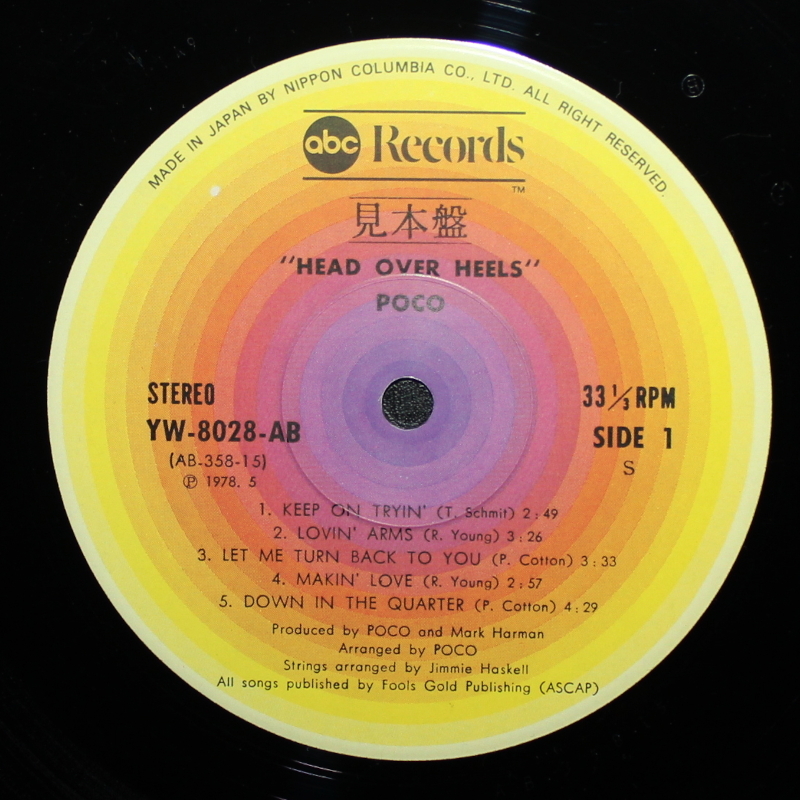 MADE IN JAPAN BY NIPPON COLUMBIA CO., LTD. ALL RIGHT RESERVED.
abc Records
TM
見本盤
"HEAD OVER HEELS"
POCO
STEREO
YW-8028-AB
(AB-358-15)
℗ 1978. 5
33 1/3 RPM
SIDE 1
S
1. KEEP ON TRYIN' (T. Schmit) 2:49
2. LOVIN' ARMS (R. Young) 3:26
3. LET ME TURN BACK TO YOU (P. Cotton) 3:33
4. MAKIN' LOVE (R. Young) 2:57
5. DOWN IN THE QUARTER (P. Cotton) 4:29
Produced by POCO and Mark Harman
Arranged by POCO
Strings arranged by Jimmie Haskell
All songs published by Fools Gold Publishing (ASCAP)